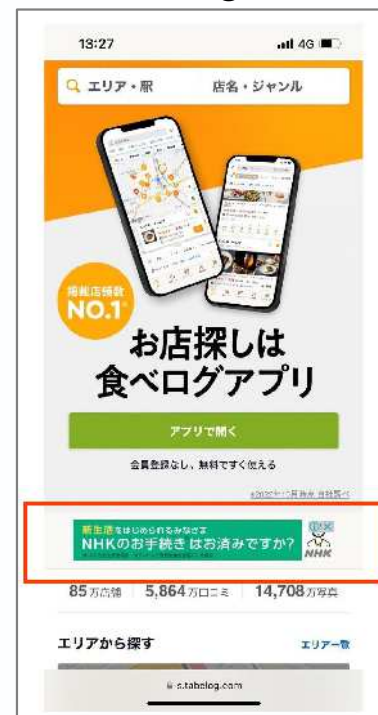 13:27
4G
エリア・駅 店名・ジャンル
掲載店舗数
NO.1
お店探しは
食べログアプリ
アプリで開く
会員登録なし、無料ですぐ使える
新生活をはじめられるみなさま
NHKのお手続きはお済みですか?
NHK
85万店舗 5,864万口コミ 14,708万写真
エリアから探す エリア一覧
s.tabelog.com